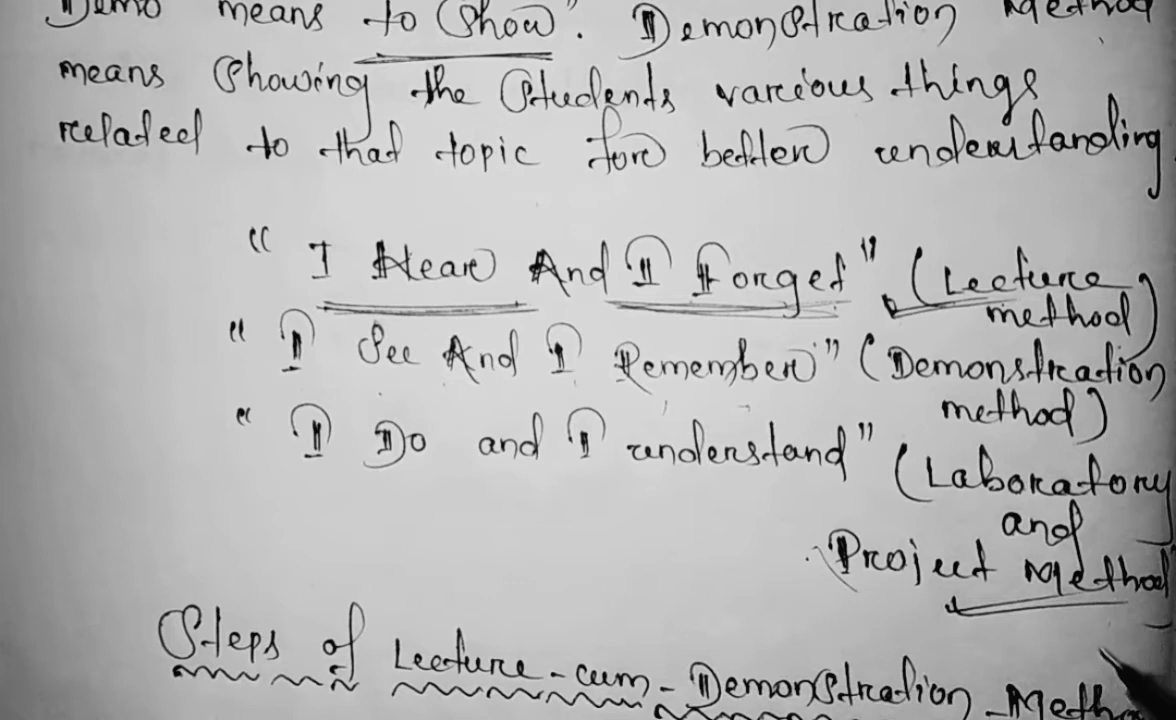 Demo means to Show". Demonstration Method
means Showing the Students various things
related to that topic for better understanding
" I Hear And I Forget" (Lecture
method)
" I See And I Remember" (Demonstration
method)
" I Do and I understand" (Laboratory
and
Project Method
Steps of Lecture-cum-Demonstration Metho